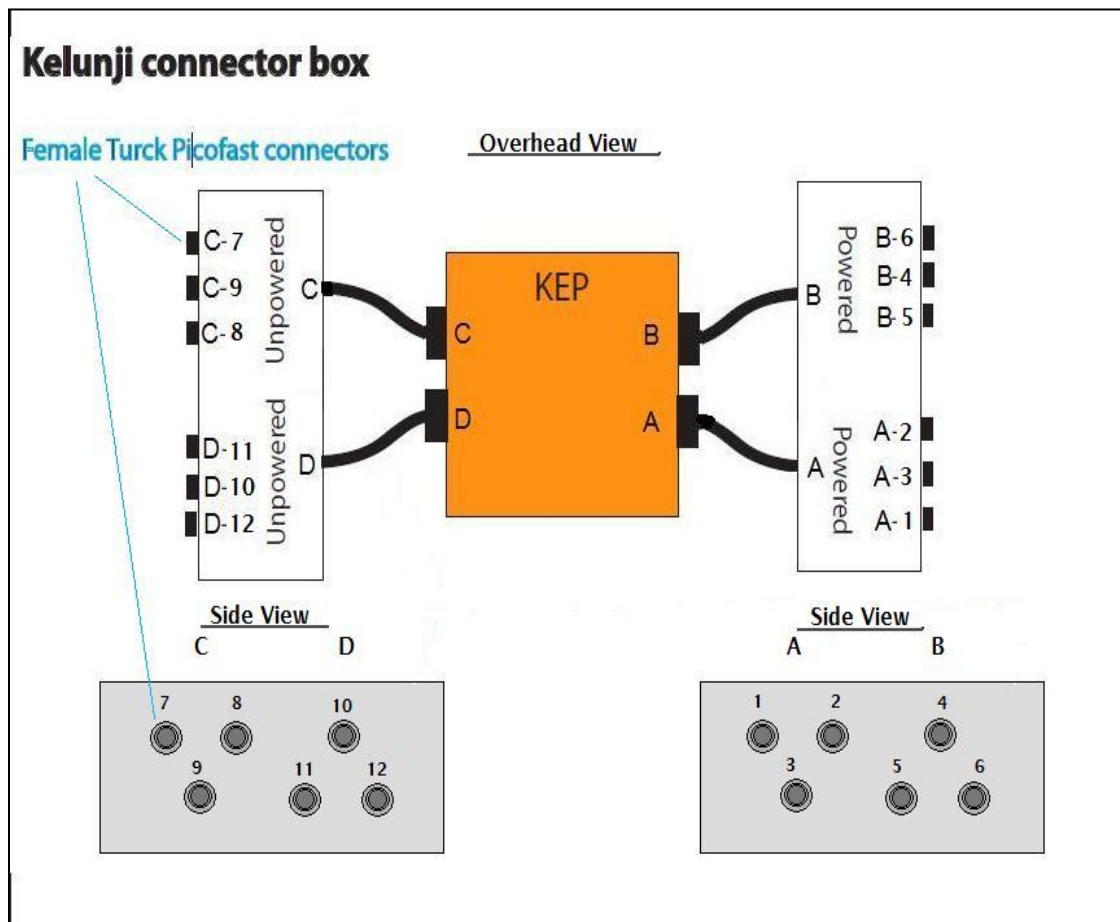 Kelunji connector box
Female Turck Picofast connectors
Overhead View
C-7
C-9
C-8
Unpowered
C
D-11
D-10
D-12
Unpowered
D
KEP
C
D
B
A
B
Powered
B-6
B-4
B-5
A
Powered
A-2
A-3
A-1
Side View
C D
7 8 10
9 11 12
Side View
A B
1 2 4
3 5 6